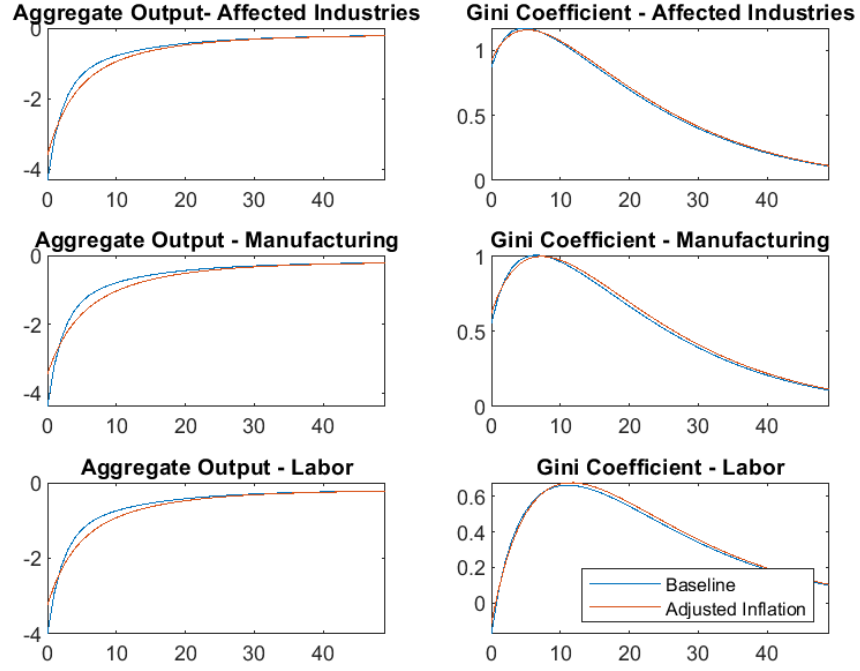 Aggregate Output- Affected Industries
0
-2
-4
0 10 20 30 40
Gini Coefficient - Affected Industries
1
0.5
0
0 10 20 30 40
Aggregate Output - Manufacturing
0
-2
-4
0 10 20 30 40
Gini Coefficient - Manufacturing
1
0.5
0
0 10 20 30 40
Aggregate Output - Labor
0
-2
-4
0 10 20 30 40
Gini Coefficient - Labor
0.6
0.4
0.2
0
0 10 20 30 40
Baseline
Adjusted Inflation